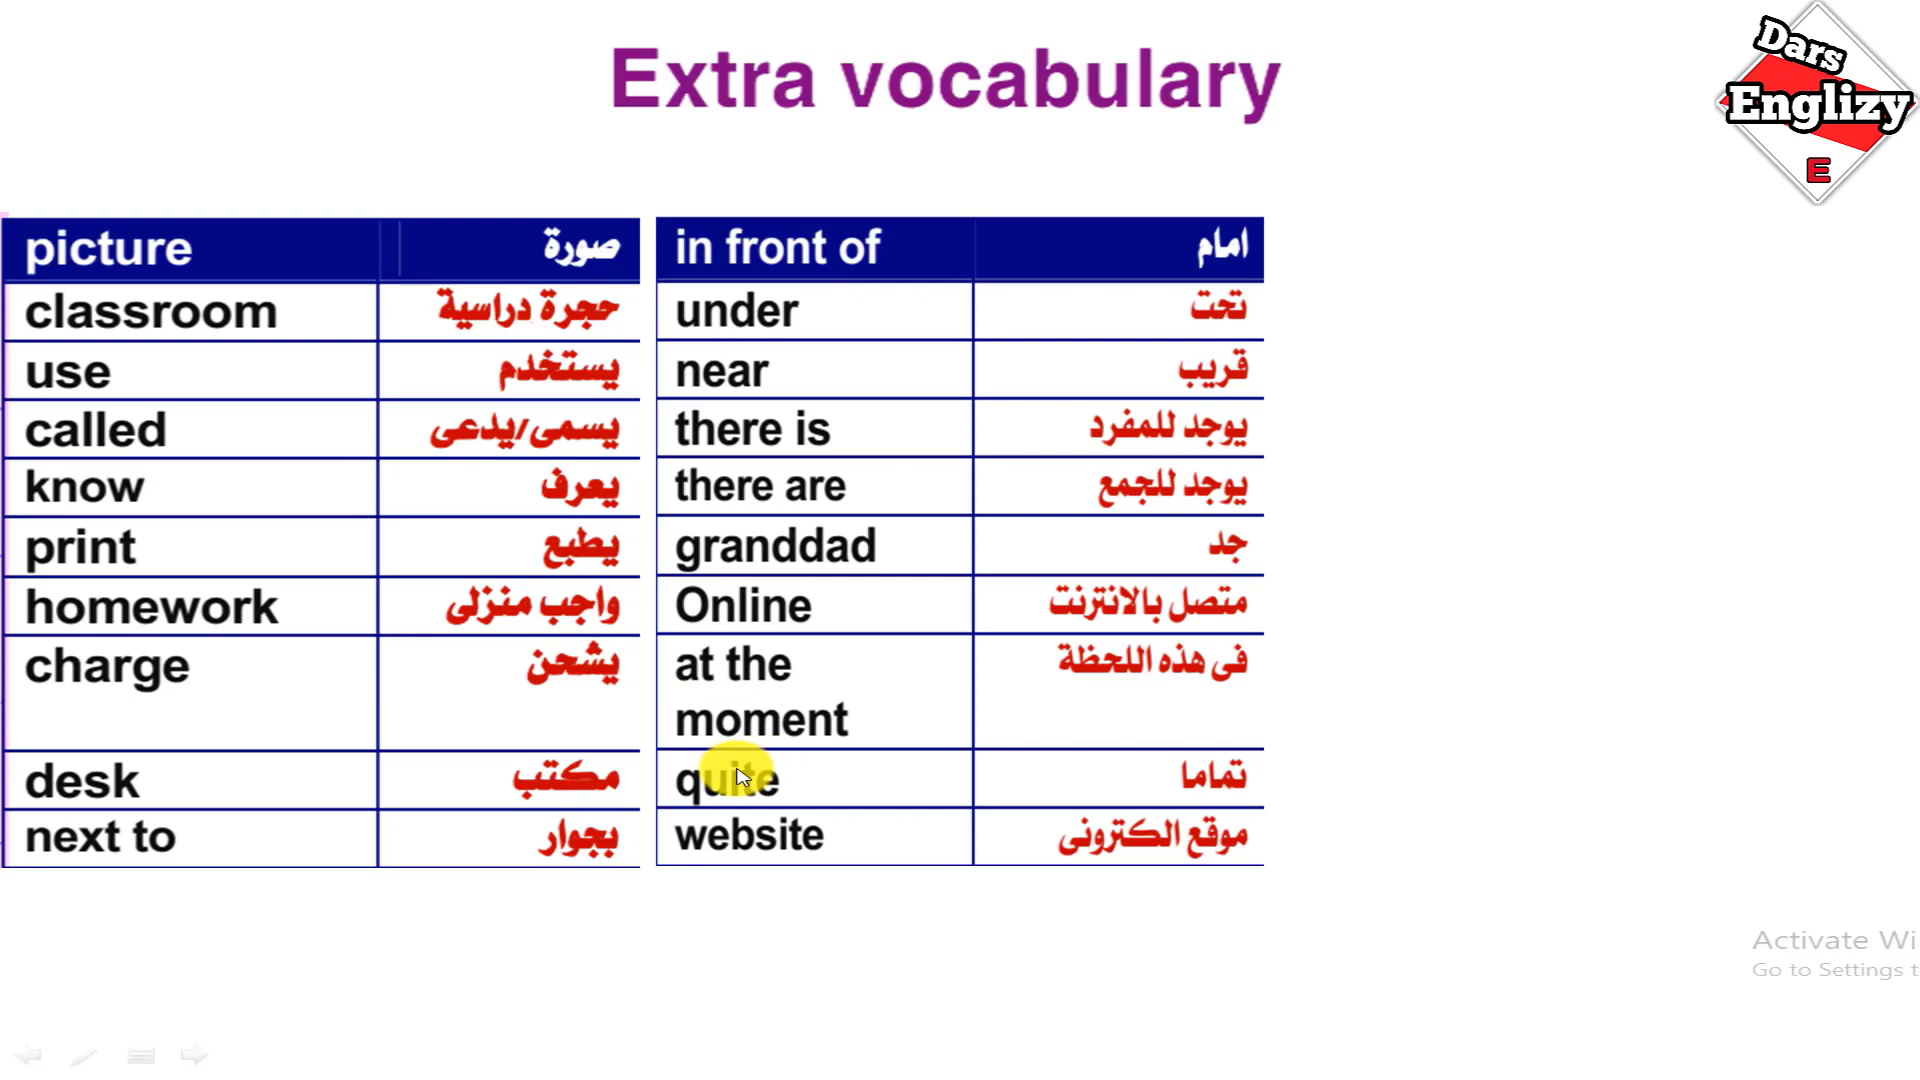 Extra vocabulary
Dars
Englizy
E
picture صورة
classroom حجرة دراسية
use يستخدم
called يسمى/يدعى
know يعرف
print يطبع
homework واجب منزلى
charge يشحن
desk مكتب
next to بجوار
in front of امام
under تحت
near قريب
there is يوجد للمفرد
there are يوجد للجمع
granddad جد
Online متصل بالانترنت
at the في هذه اللحظة
moment
quite تماما
website موقع الكترونى
Activate Wi
Go to Settings t